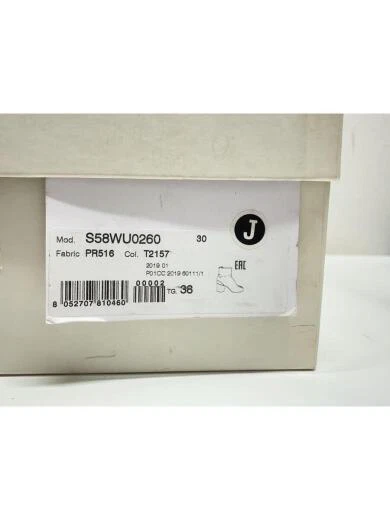 Mod. S58WU0260 30 J
Fabric PR516 Col. T2157
2019 01
P01CC 2019 60111/1
EAC
00002
TG. 36
8 052707 810460